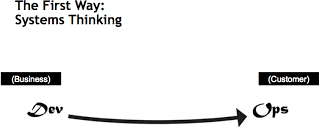 The First Way:
Systems Thinking
(Business) (Customer)
Dev Ops